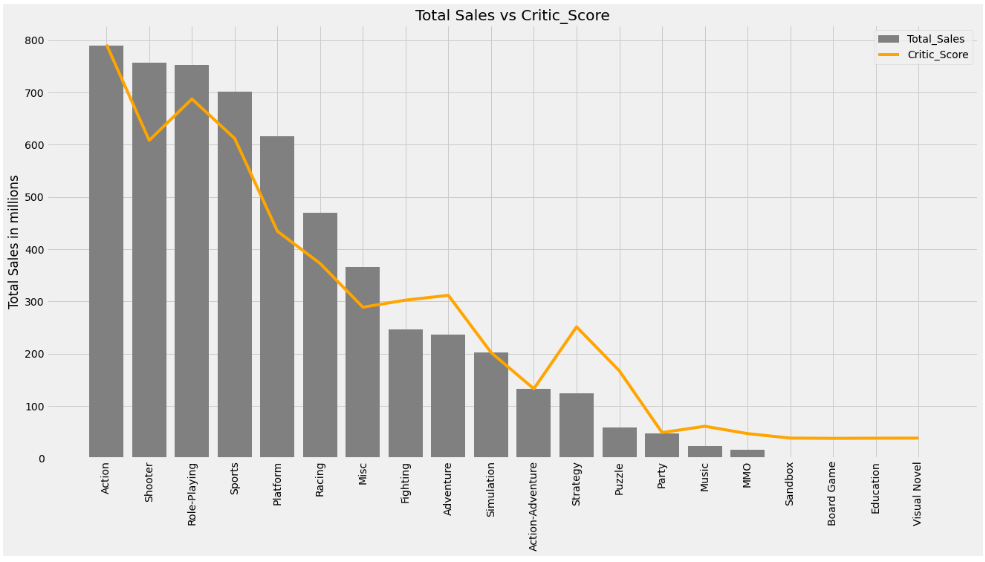 Total Sales vs Critic_Score
Total_Sales
Critic_Score
Total Sales in millions
800
700
600
500
400
300
200
100
0
Action
Shooter
Role-Playing
Sports
Platform
Racing
Misc
Fighting
Adventure
Simulation
Action-Adventure
Strategy
Puzzle
Party
Music
MMO
Sandbox
Board Game
Education
Visual Novel